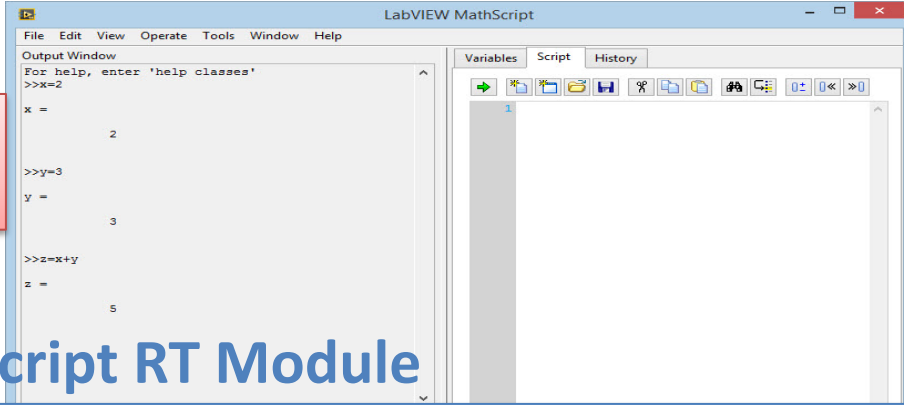 LabVIEW MathScript
File Edit View Operate Tools Window Help
Output Window
For help, enter 'help classes'
>>x=2
x =
2
>>y=3
y =
3
>>z=x+y
z =
5
Variables Script History
1
cript RT Module